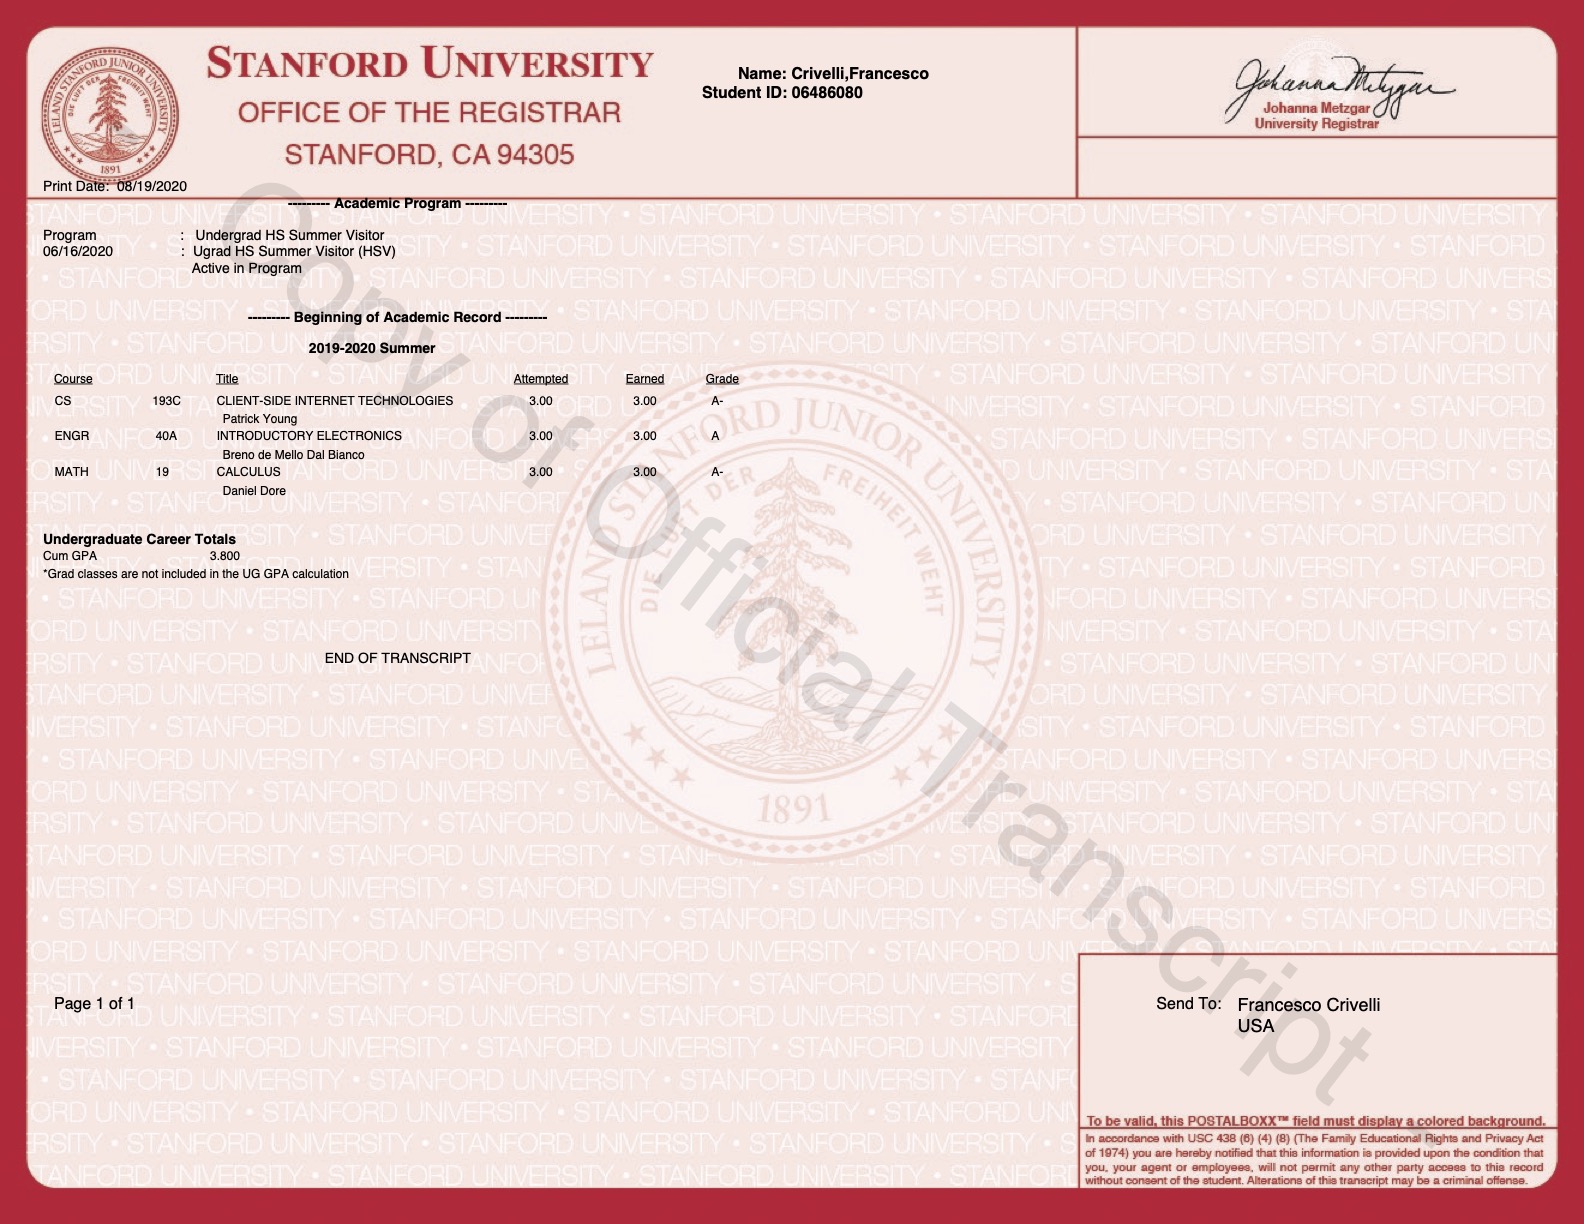 STANFORD UNIVERSITY
OFFICE OF THE REGISTRAR
STANFORD, CA 94305
LELAND STANFORD JUNIOR UNIVERSITY
DIE LUFT DER FREIHEIT WEHT
1891
Name: Crivelli,Francesco
Student ID: 06486080
Johanna Metzgar
Johanna Metzgar
University Registrar
Print Date: 08/19/2020
--------- Academic Program ---------
Program : Undergrad HS Summer Visitor
06/16/2020 : Ugrad HS Summer Visitor (HSV)
Active in Program
--------- Beginning of Academic Record ---------
2019-2020 Summer
Course Title Attempted Earned Grade
CS 193C CLIENT-SIDE INTERNET TECHNOLOGIES 3.00 3.00 A-
Patrick Young
ENGR 40A INTRODUCTORY ELECTRONICS 3.00 3.00 A
Breno de Mello Dal Bianco
MATH 19 CALCULUS 3.00 3.00 A-
Daniel Dore
Undergraduate Career Totals
Cum GPA 3.800
*Grad classes are not included in the UG GPA calculation
END OF TRANSCRIPT
LELAND STANFORD JUNIOR UNIVERSITY
DIE LUFT DER FREIHEIT WEHT
1891
Copy of Official Transcript
Page 1 of 1
Send To: Francesco Crivelli
USA
To be valid, this POSTALBOXX™ field must display a colored background.
In accordance with USC 438 (6) (4) (8) (The Family Educational Rights and Privacy Act
of 1974) you are hereby notified that this information is provided upon the condition that
you, your agent or employees, will not permit any other party access to this record
without consent of the student. Alterations of this transcript may be a criminal offense.